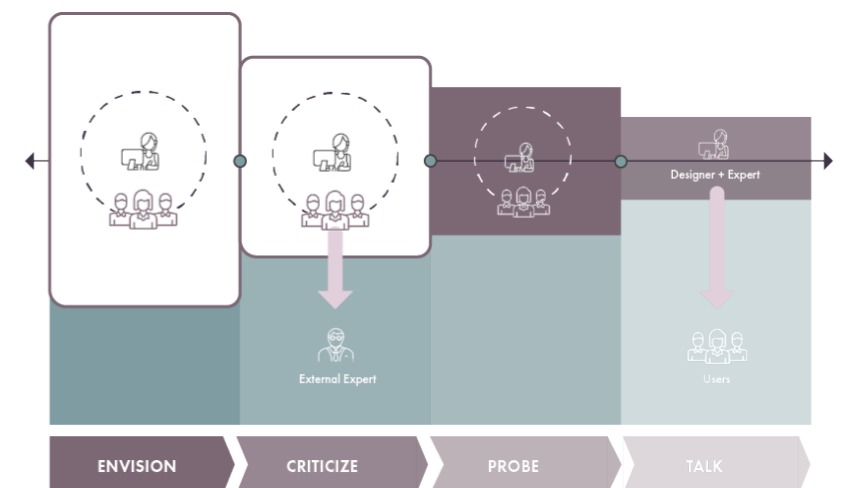 Designer + Expert
External Expert
Users
ENVISION
CRITICIZE
PROBE
TALK